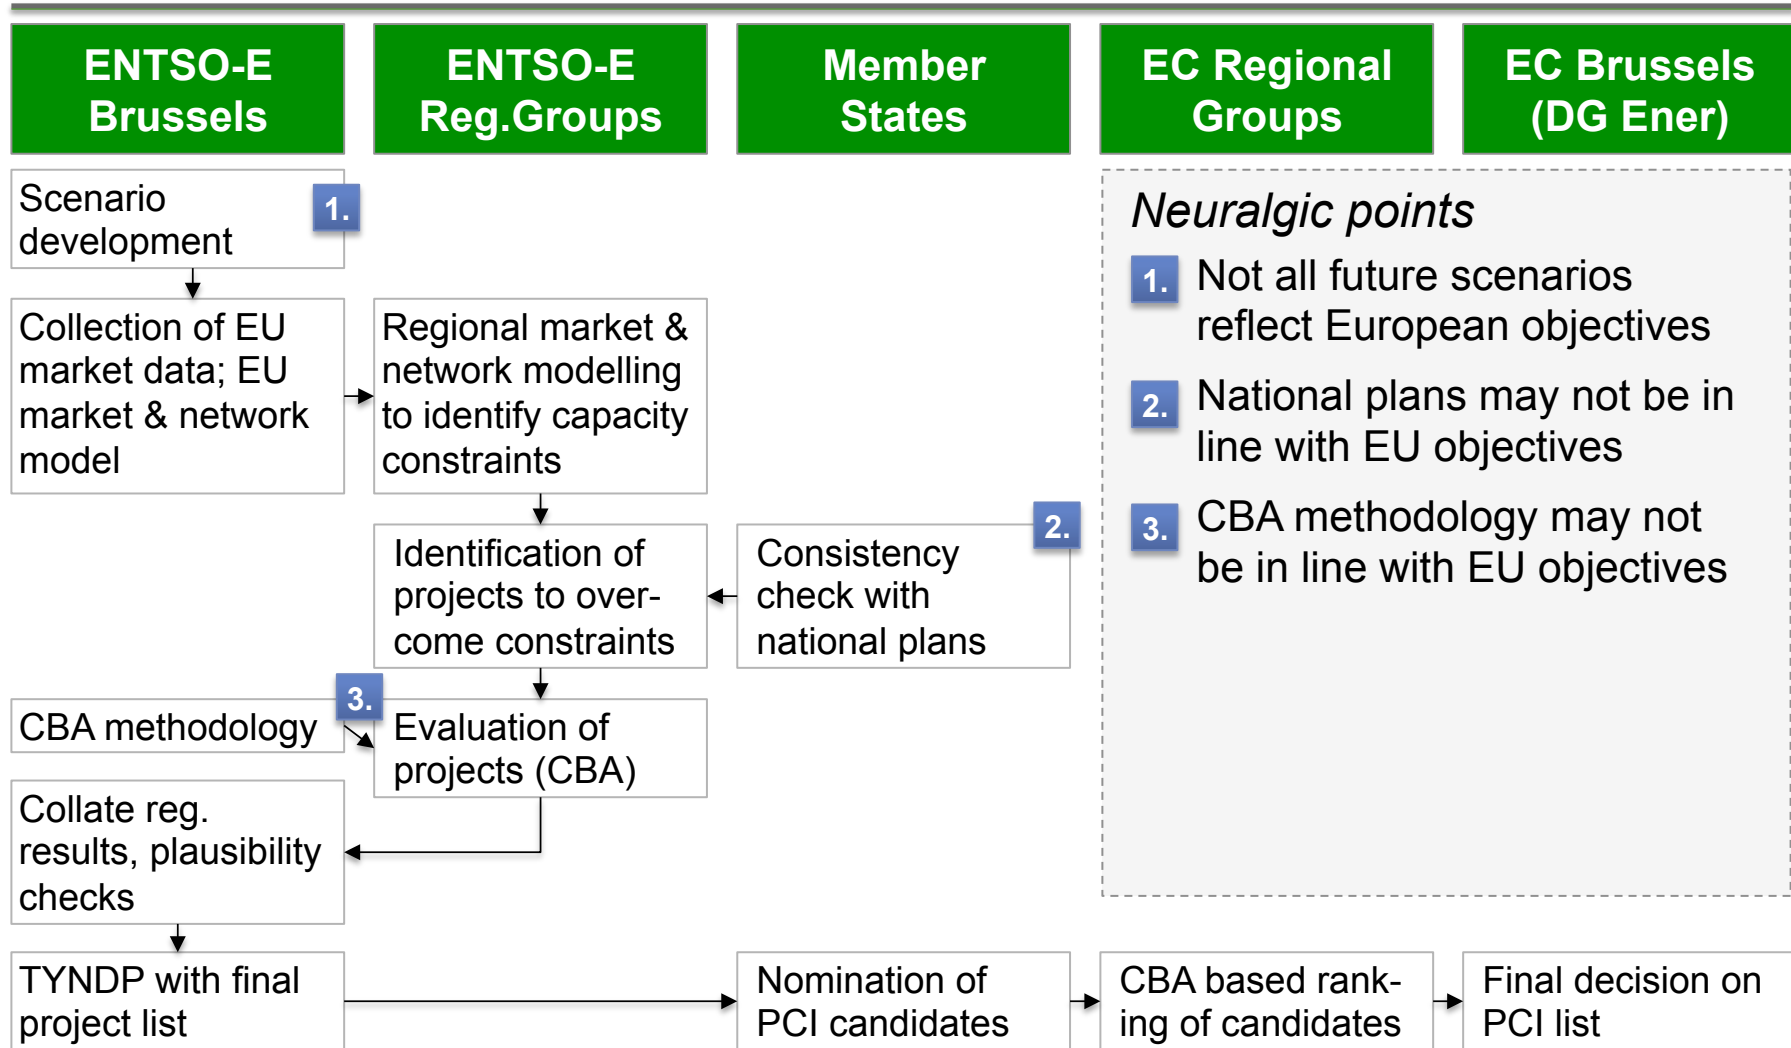 ENTSO-E
Brussels
ENTSO-E
Reg.Groups
Member
States
EC Regional
Groups
EC Brussels
(DG Ener)
Scenario
development
1.
Collection of EU
market data; EU
market & network
model
Regional market &
network modelling
to identify capacity
constraints
Identification of
projects to over-
come constraints
Consistency
check with
national plans
2.
CBA methodology
3.
Evaluation of
projects (CBA)
Collate reg.
results, plausibility
checks
TYNDP with final
project list
Nomination of
PCI candidates
CBA based rank-
ing of candidates
Final decision on
PCI list
Neuralgic points
1. Not all future scenarios
reflect European objectives
2. National plans may not be in
line with EU objectives
3. CBA methodology may not
be in line with EU objectives